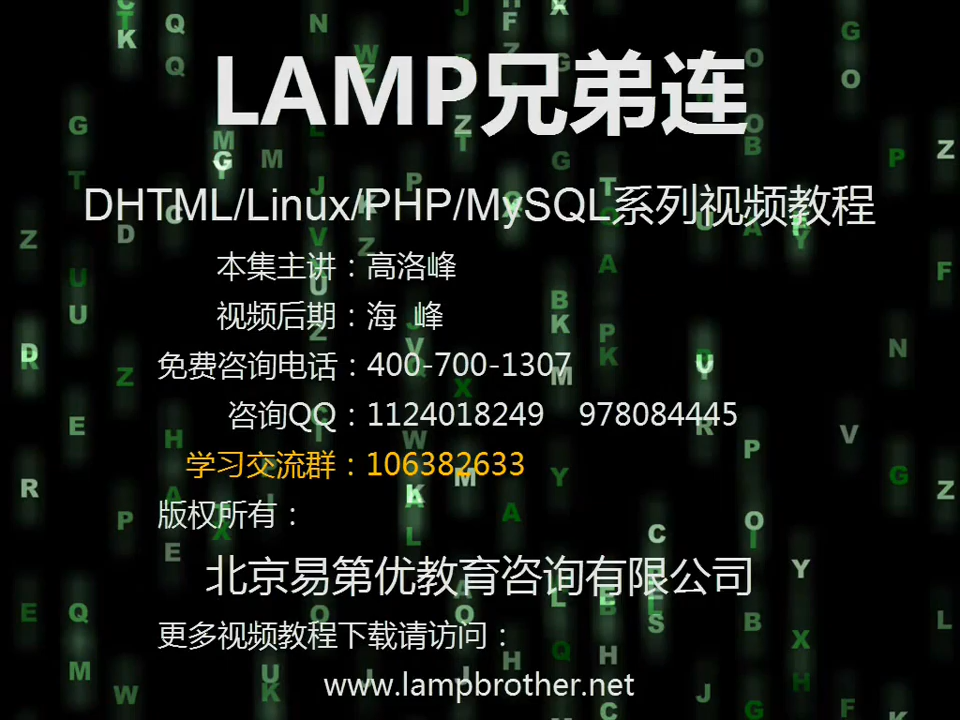 LAMP兄弟连
DHTML/Linux/PHP/MySQL系列视频教程
本集主讲：高洛峰
视频后期：海 峰
免费咨询电话：400-700-1307
咨询QQ：1124018249 978084445
学习交流群：106382633
版权所有：
北京易第优教育咨询有限公司
更多视频教程下载请访问：
www.lampbrother.net